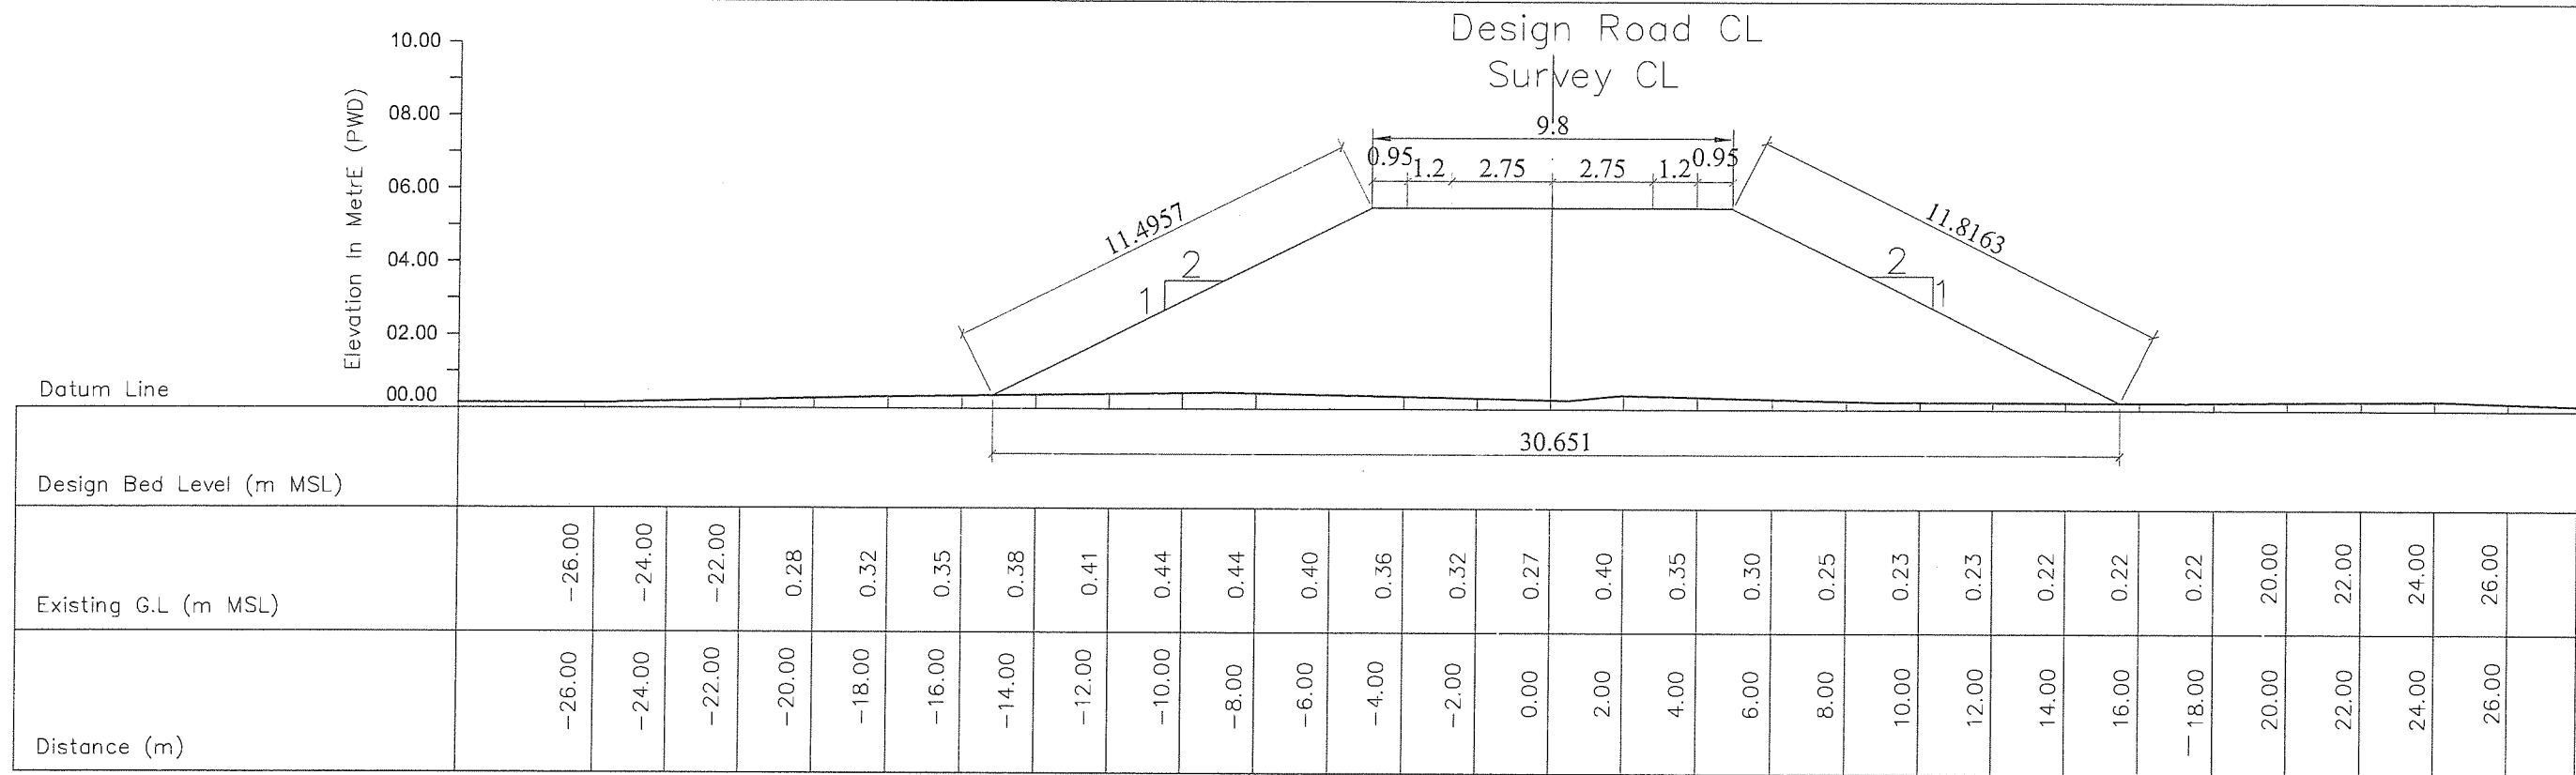 Design Road CL
Survey CL
Elevation In MetrE (PWD)
10.00
08.00
06.00
04.00
02.00
00.00
9.8
0.95 1.2 2.75 2.75 1.2 0.95
11.4957
11.8163
2
1
2
1
Datum Line
30.651
Design Bed Level (m MSL)
Existing G.L (m MSL) -26.00 -24.00 -22.00 0.28 0.32 0.35 0.38 0.41 0.44 0.44 0.40 0.36 0.32 0.27 0.40 0.35 0.30 0.25 0.23 0.23 0.22 0.22 0.22 20.00 22.00 24.00 26.00
Distance (m) -26.00 -24.00 -22.00 -20.00 -18.00 -16.00 -14.00 -12.00 -10.00 -8.00 -6.00 -4.00 -2.00 0.00 2.00 4.00 6.00 8.00 10.00 12.00 14.00 16.00 -18.00 20.00 22.00 24.00 26.00